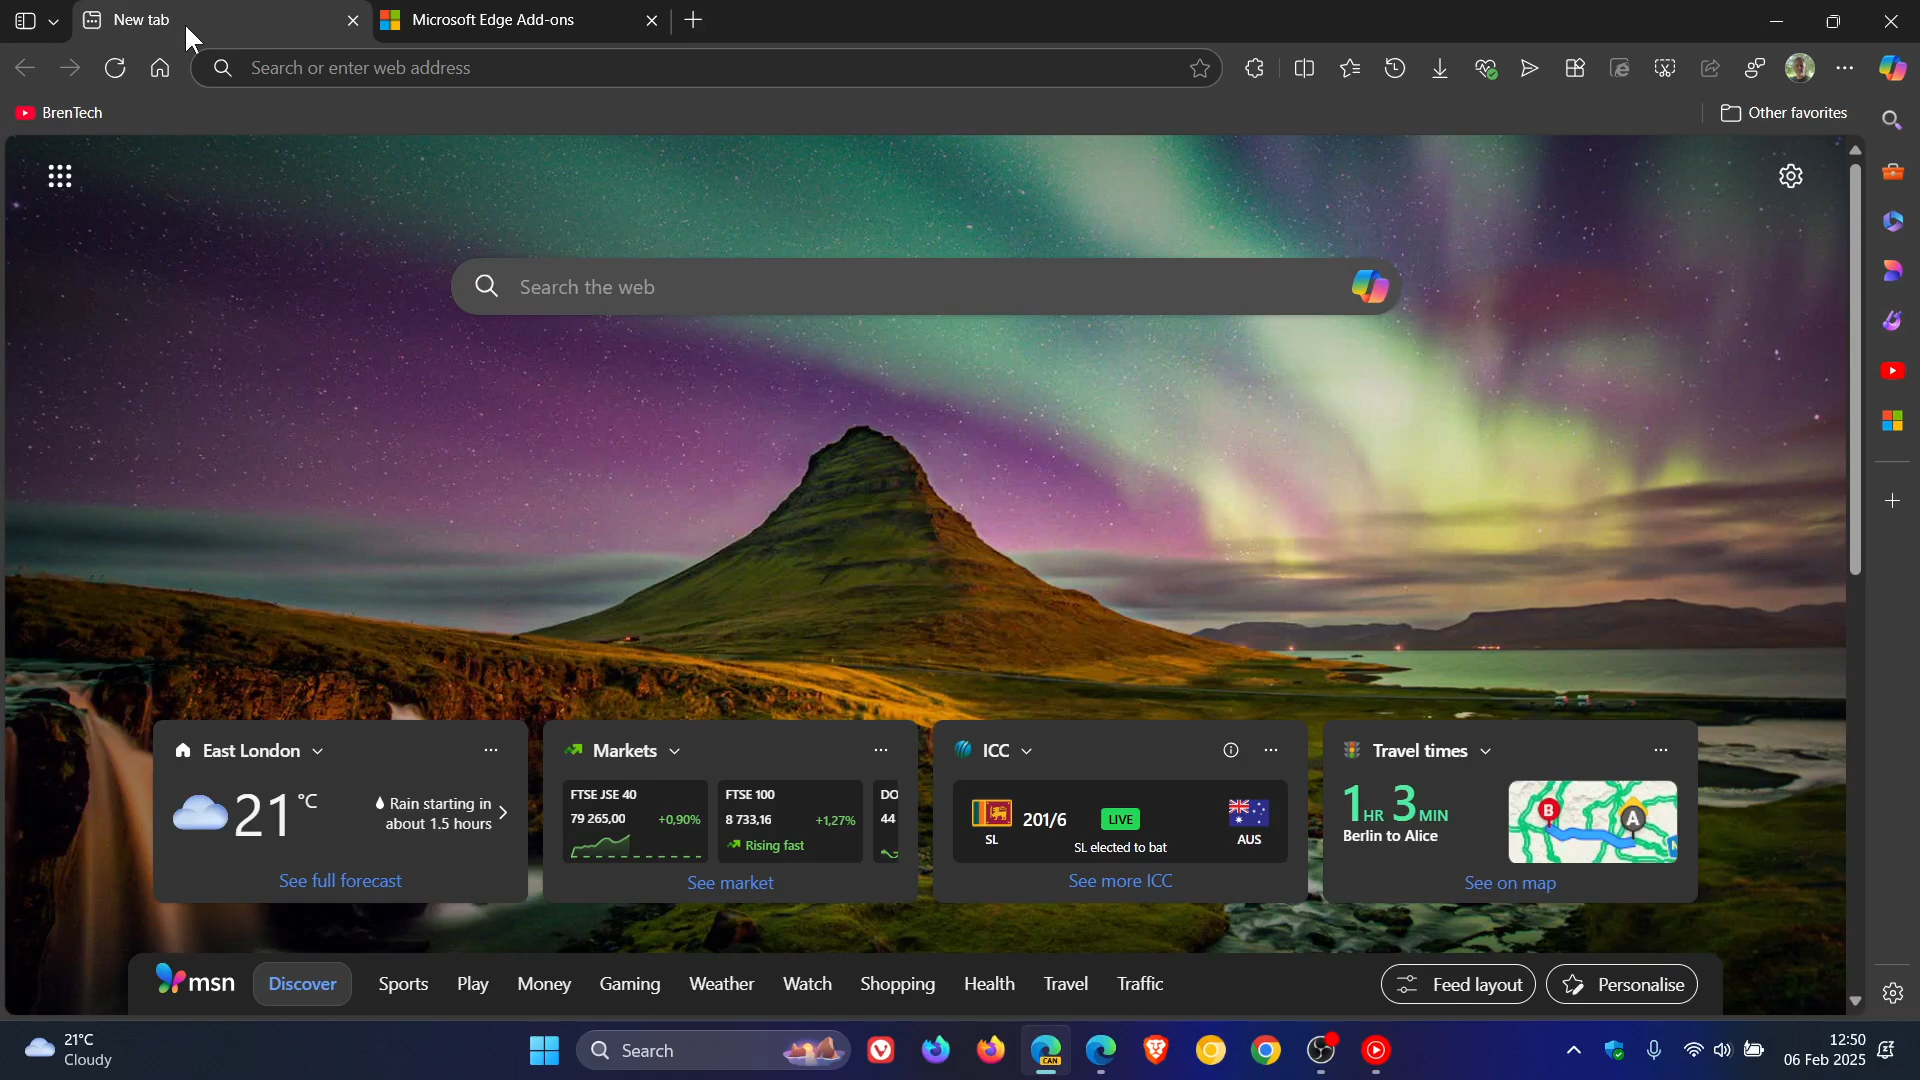 New tab
Microsoft Edge Add-ons
Search or enter web address
BrenTech
Other favorites
Search the web
East London
21 °C
Rain starting in
about 1.5 hours
See full forecast
Markets
FTSE JSE 40
79 265,00 +0,90%
FTSE 100
8 733,16 +1,27%
Rising fast
DO
44
See market
ICC
201/6
LIVE
SL
AUS
SL elected to bat
See more ICC
Travel times
1 HR 3 MIN
Berlin to Alice
B
A
N
See on map
msn
Discover
Sports
Play
Money
Gaming
Weather
Watch
Shopping
Health
Travel
Traffic
Feed layout
Personalise
21°C
Cloudy
Search
CAN
12:50
06 Feb 2025